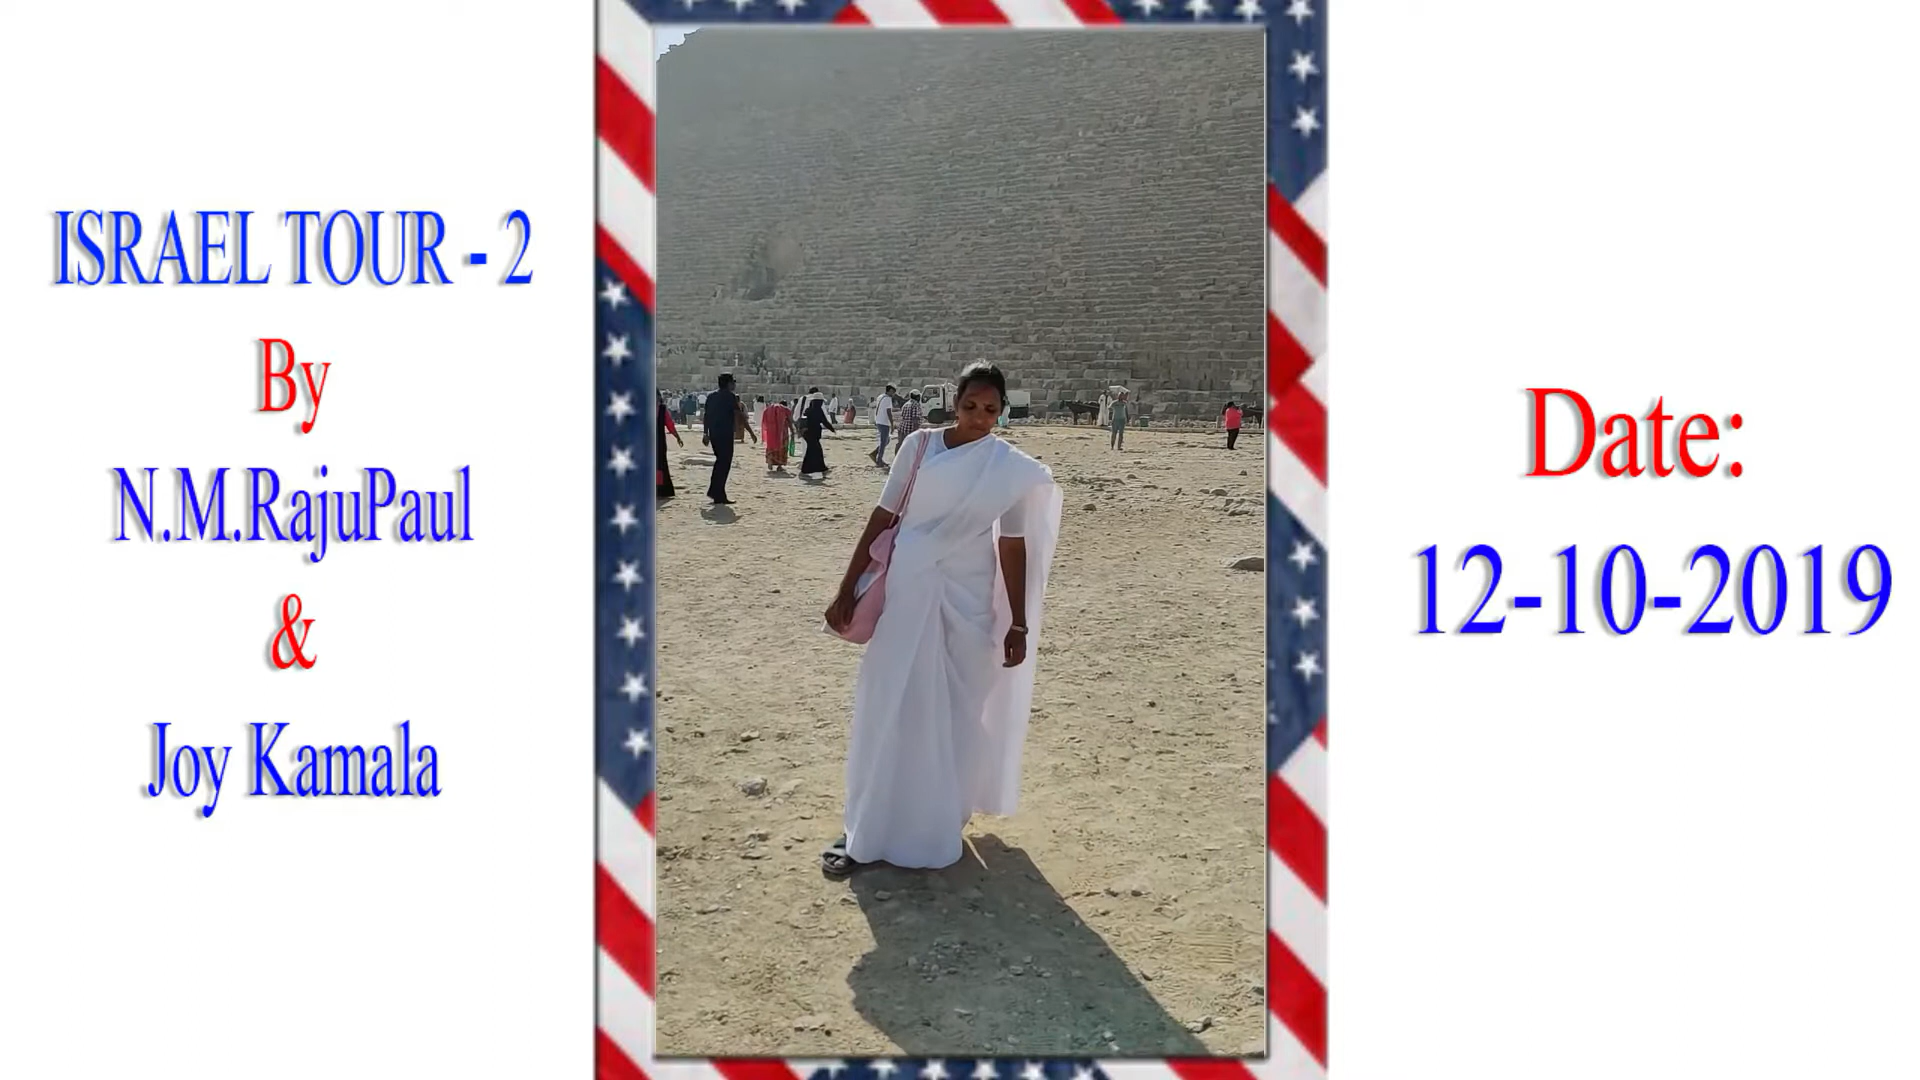 ISRAEL TOUR - 2
By
N.M.RajuPaul
&
Joy Kamala
Date:
12-10-2019